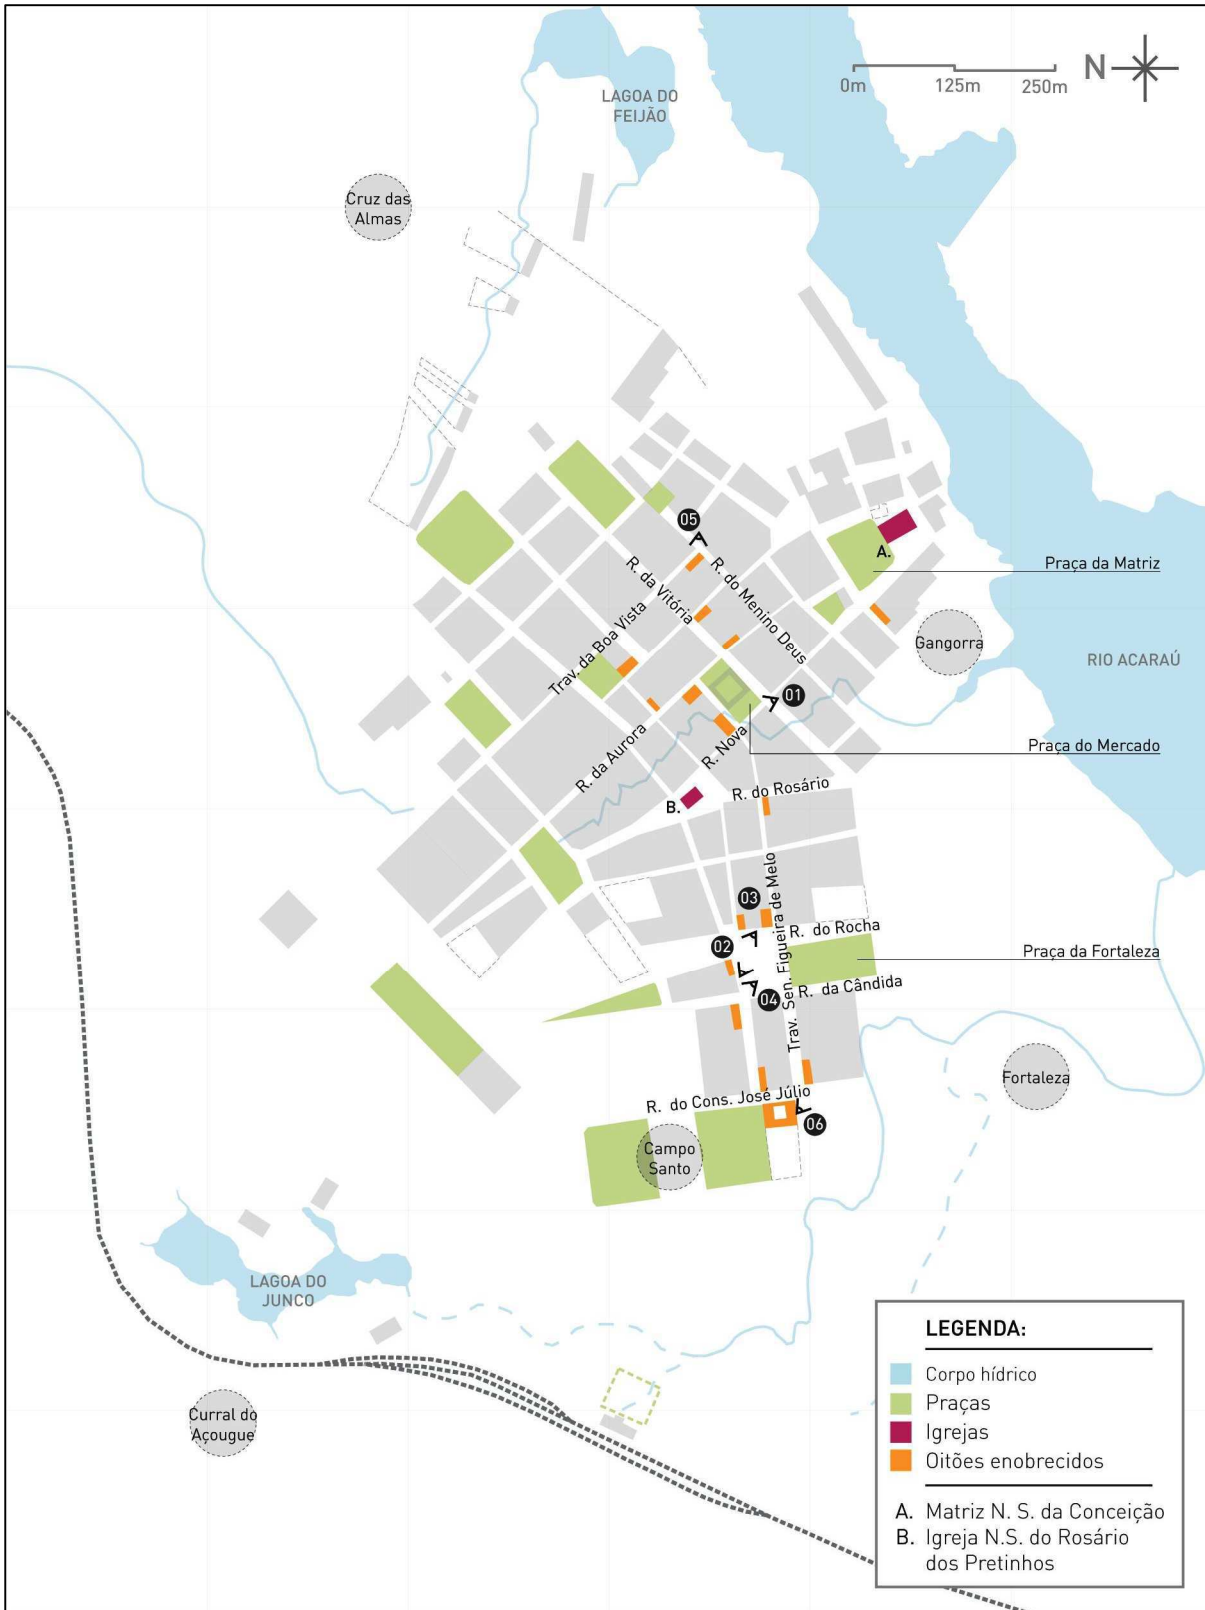 N
0m 125m 250m
LAGOA DO
FEIJÃO
Cruz das
Almas
05
A.
Praça da Matriz
R. da Vitória
R. do Menino Deus
Trav. da Boa Vista
Gangorra
RIO ACARAÚ
01
R. da Aurora
R. Nova
Praça do Mercado
B.
R. do Rosário
Trav. Sen. Figueira de Melo
03
R. do Rocha
02
Praça da Fortaleza
R. da Cândida
04
Fortaleza
R. do Cons. José Júlio
06
Campo
Santo
LAGOA DO
JUNCO
Curral do
Açougue
LEGENDA:
Corpo hídrico
Praças
Igrejas
Oitões enobrecidos
A. Matriz N. S. da Conceição
B. Igreja N.S. do Rosário
dos Pretinhos